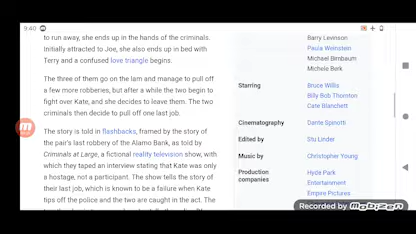 9:40
to run away, she ends up in the hands of the criminals.
Initially attracted to Joe, she also ends up in bed with
Terry and a confused love triangle begins.
The three of them go on the lam and manage to pull off
a few more robberies, but after a while the two begin to
fight over Kate, and she decides to leave them. The two
criminals then decide to pull off one last job.
The story is told in flashbacks, framed by the story of
the pair's last robbery of the Alamo Bank, as told by
Criminals at Large, a fictional reality television show, with
which they taped an interview stating that Kate was only
a hostage, not a participant. The show tells the story of
their last job, which is known to be a failure when Kate
tips off the police and the two are caught in the act. The
Barry Levinson
Paula Weinstein
Michael Birnbaum
Michele Berk
Starring
Bruce Willis
Billy Bob Thornton
Cate Blanchett
Cinematography
Dante Spinotti
Edited by
Stu Linder
Music by
Christopher Young
Production
companies
Hyde Park
Entertainment
Empire Pictures
Recorded by
Mobizen